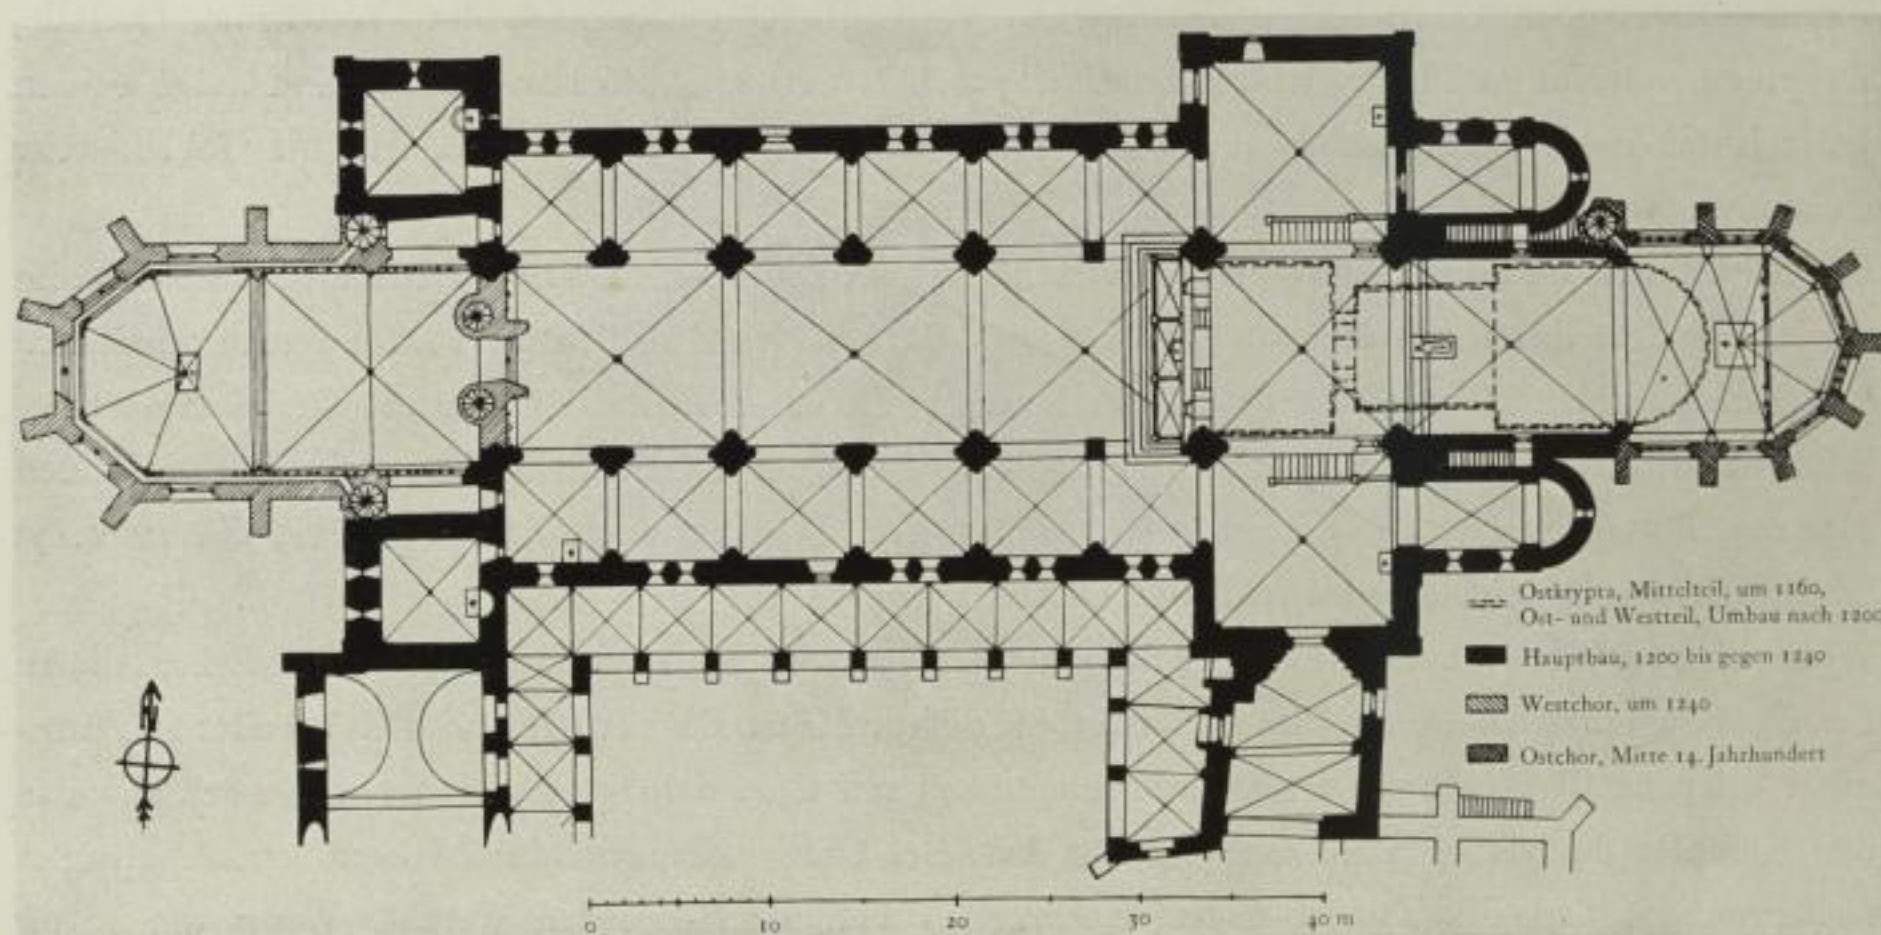 Ostkrypta, Mittelteil, um 1160,
Ost- und Westteil, Umbau nach 1200
Hauptbau, 1200 bis gegen 1240
Westchor, um 1240
Ostchor, Mitte 14. Jahrhundert
N
0 10 20 30 40 m